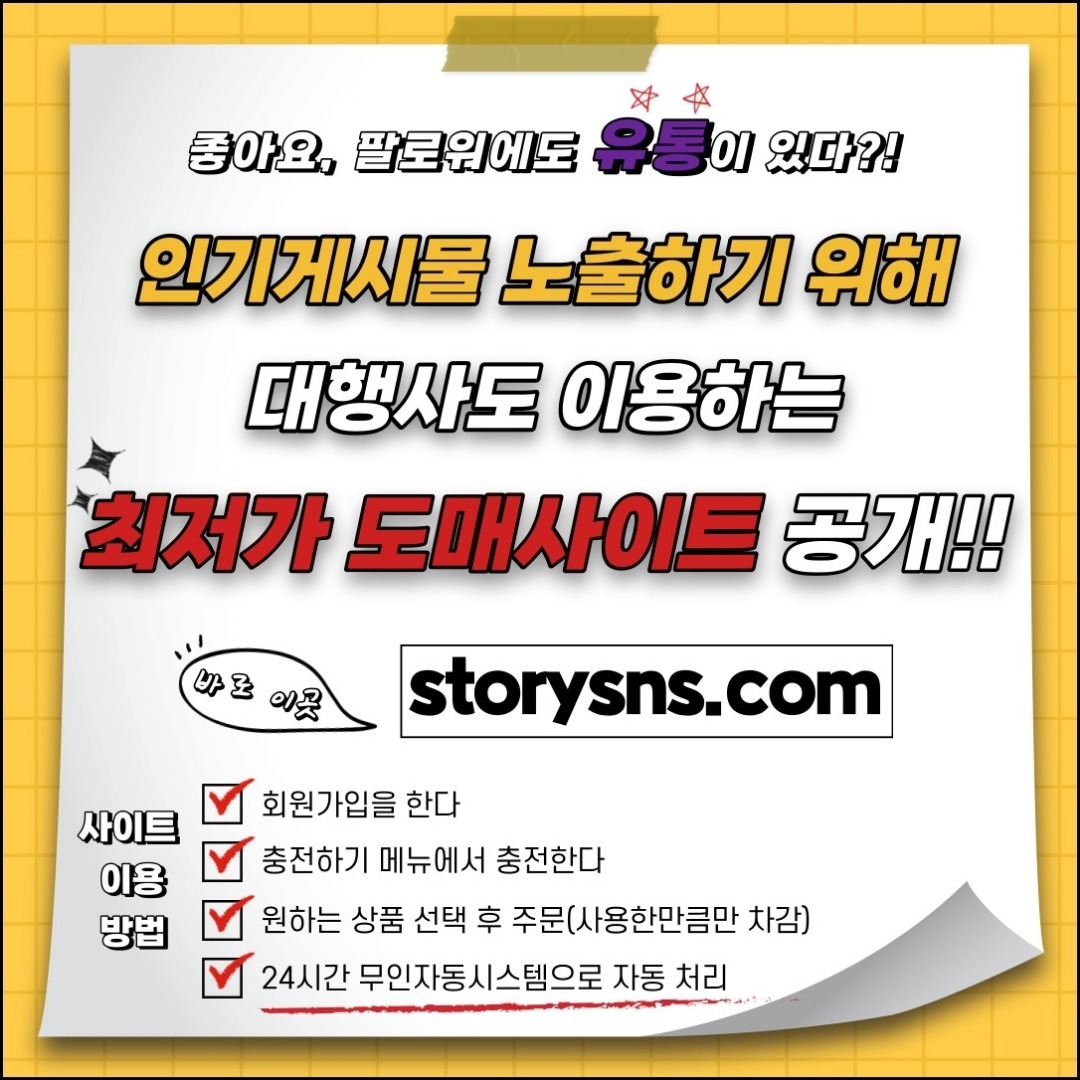 좋아요, 팔로워에도 유통이 있다?!
인기게시물 노출하기 위해
대행사도 이용하는
최저가 도매사이트 공개!!
바로 이곳
storysns.com
사이트
이용
방법
회원가입을 한다
충전하기 메뉴에서 충전한다
원하는 상품 선택 후 주문(사용한만큼만 차감)
24시간 무인자동시스템으로 자동 처리